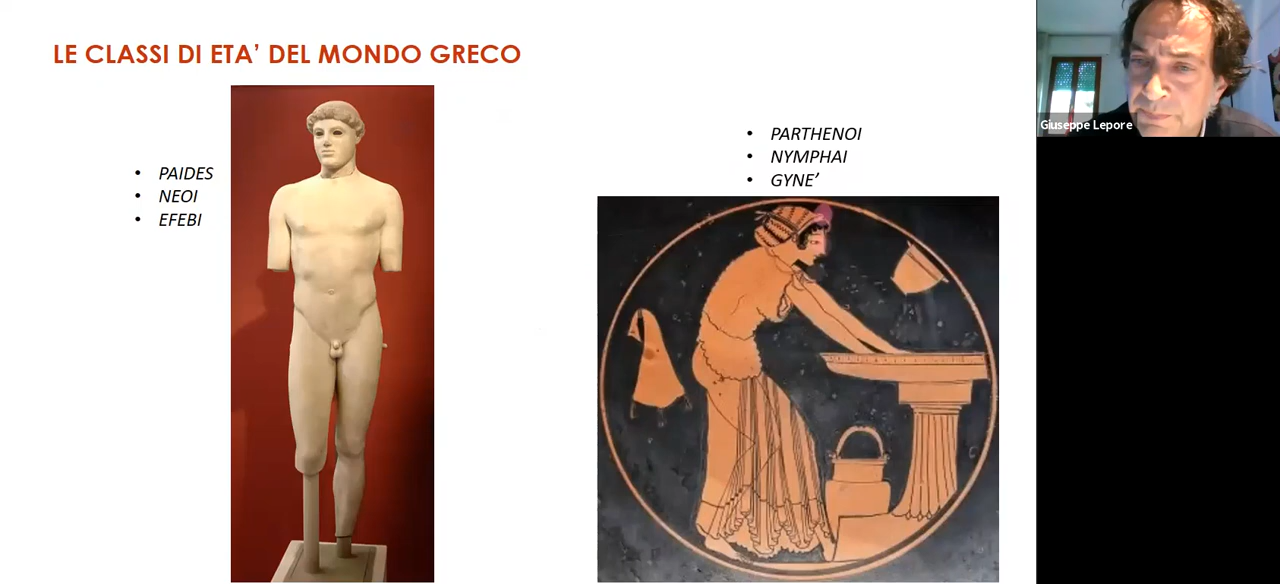 LE CLASSI DI ETA’ DEL MONDO GRECO
• PAIDES
• NEOI
• EFEBI
• PARTHENOI
• NYMPHAI
• GYNE’
Giuseppe Lepore